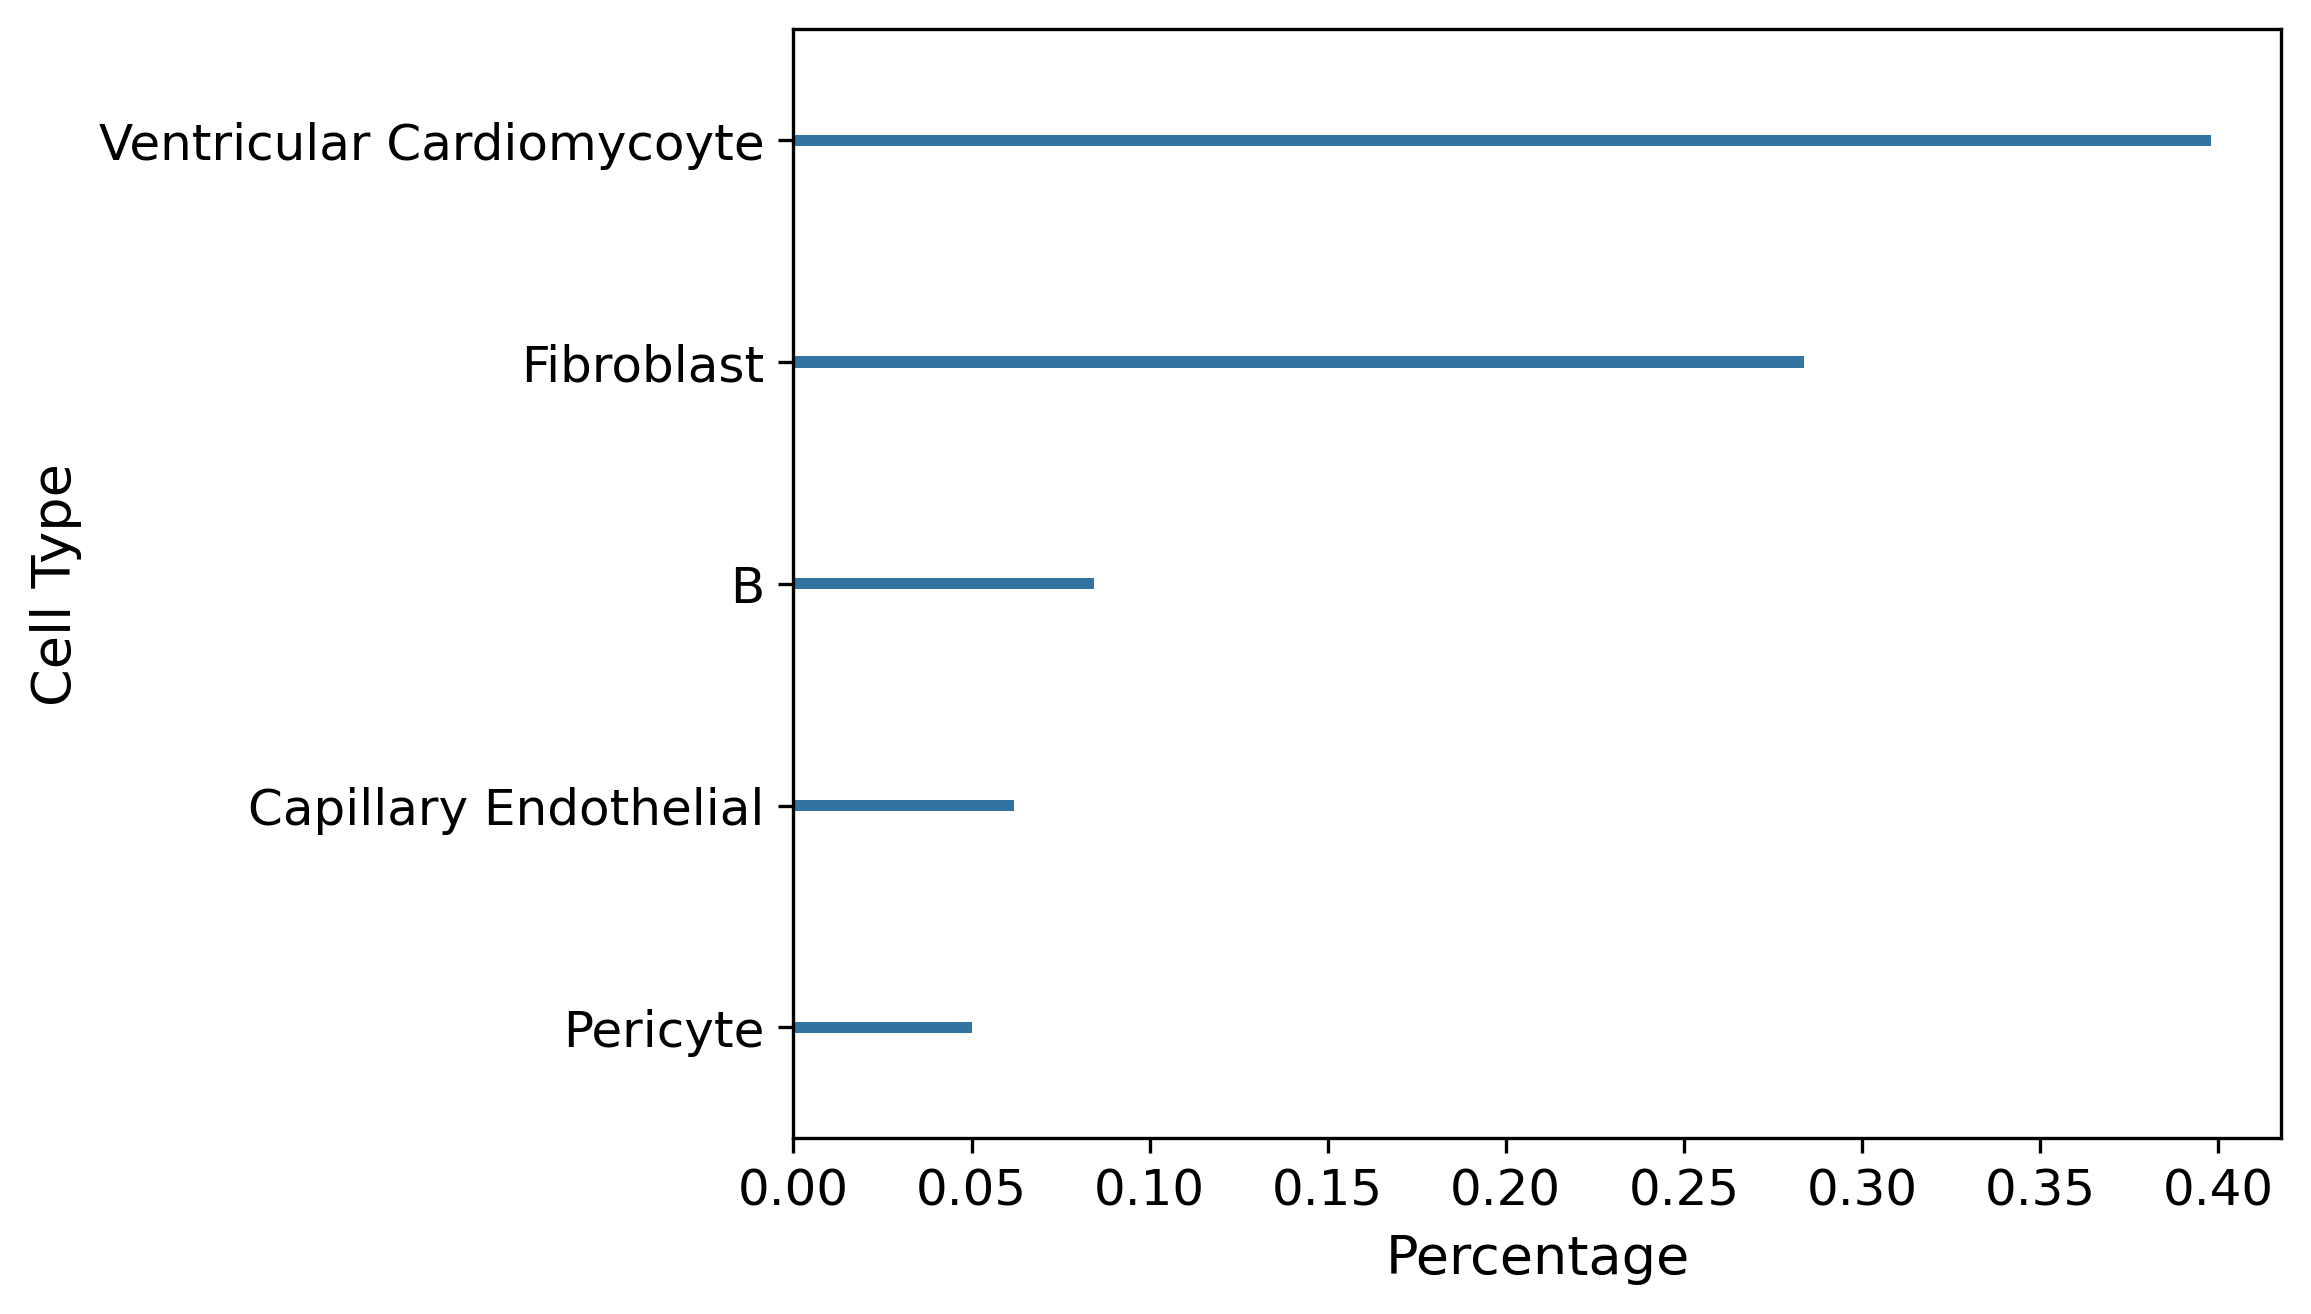 Ventricular Cardiomycoyte
Fibroblast
B
Capillary Endothelial
Pericyte
Cell Type
0.00 0.05 0.10 0.15 0.20 0.25 0.30 0.35 0.40
Percentage